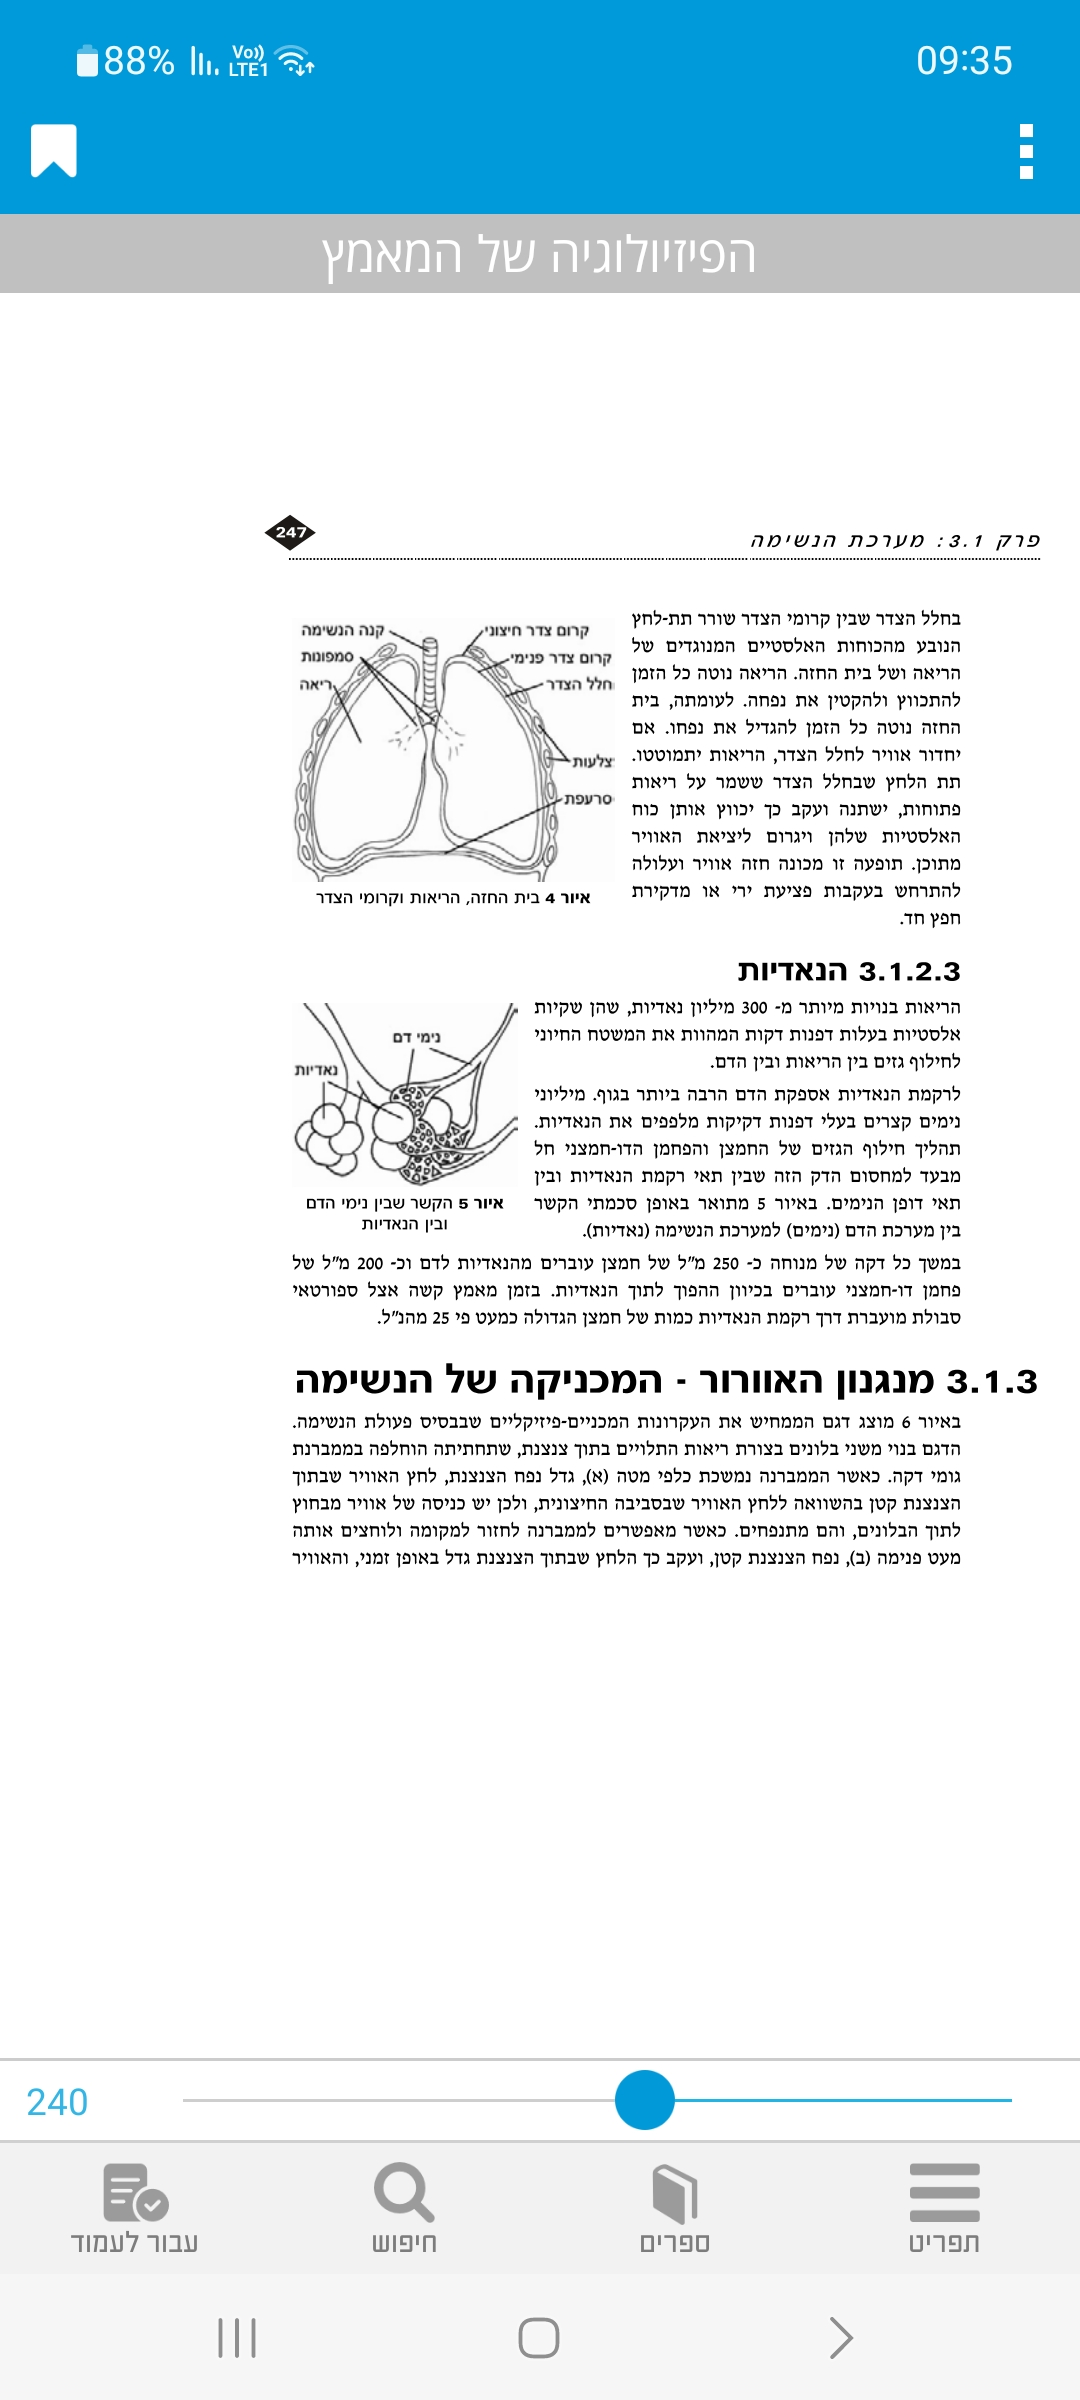 88% Vo)) LTE1 09:35
הפיזיולוגיה של המאמץ
פרק 3.1: מערכת הנשימה
247
בחלל הצדר שבין קרומי הצדר שורר תת-לחץ
הנובע מהכוחות האלסטיים המנוגדים של
הריאה ושל בית החזה. הריאה נוטה כל הזמן
להתכווץ ולהקטין את נפחה. לעומתה, בית
החזה נוטה כל הזמן להגדיל את נפחו. אם
יחדור אוויר לחלל הצדר, הריאות יתמוטטו.
תת הלחץ שבחלל הצדר ששמר על ריאות
פתוחות, ישתנה ועקב כך יכווץ אותן כוח
האלסטיות שלהן ויגרום ליציאת האוויר
מתוכן. תופעה זו מכונה חזה אוויר ועלולה
להתרחש בעקבות פציעת ירי או מדקירת
חפץ חד.
קרום צדר חיצוני
קרום צדר פנימי
חלל הצדר
צלעות
סרעפת
קנה הנשימה
סמפונות
ריאה
איור 4 בית החזה, הריאות וקרומי הצדר
3.1.2.3 הנאדיות
הריאות בנויות מיותר מ- 300 מיליון נאדיות, שהן שקיות
אלסטיות בעלות דפנות דקות המהוות את המשטח החיוני
לחילוף גזים בין הריאות ובין הדם.
לרקמת הנאדיות אספקת הדם הרבה ביותר בגוף. מיליוני
נימים קצרים בעלי דפנות דקיקות מלפפים את הנאדיות.
תהליך חילוף הגזים של החמצן והפחמן הדו-חמצני חל
מבעד למחסום הדק הזה שבין תאי רקמת הנאדיות ובין
תאי דופן הנימים. באיור 5 מתואר באופן סכמתי הקשר
בין מערכת הדם (נימים) למערכת הנשימה (נאדיות).
נימי דם
נאדיות
איור 5 הקשר שבין נימי הדם
ובין הנאדיות
במשך כל דקה של מנוחה כ- 250 מ"ל של חמצן עוברים מהנאדיות לדם וכ- 200 מ"ל של
פחמן דו-חמצני עוברים בכיוון ההפוך לתוך הנאדיות. בזמן מאמץ קשה אצל ספורטאי
סבולת מועברת דרך רקמת הנאדיות כמות של חמצן הגדולה כמעט פי 25 מהנ"ל.
3.1.3 מנגנון האוורור - המכניקה של הנשימה
באיור 6 מוצג דגם הממחיש את העקרונות המכניים-פיזיקליים שבבסיס פעולת הנשימה.
הדגם בנוי משני בלונים בצורת ריאות התלויים בתוך צנצנת, שתחתיתה הוחלפה בממברנת
גומי דקה. כאשר הממברנה נמשכת כלפי מטה (א), גדל נפח הצנצנת, לחץ האוויר שבתוך
הצנצנת קטן בהשוואה ללחץ האוויר שבסביבה החיצונית, ולכן יש כניסה של אוויר מבחוץ
לתוך הבלונים, והם מתנפחים. כאשר מאפשרים לממברנה לחזור למקומה ולוחצים אותה
מעט פנימה (ב), נפח הצנצנת קטן, ועקב כך הלחץ שבתוך הצנצנת גדל באופן זמני, והאוויר
240
תפריט
ספרים
חיפוש
עבור לעמוד